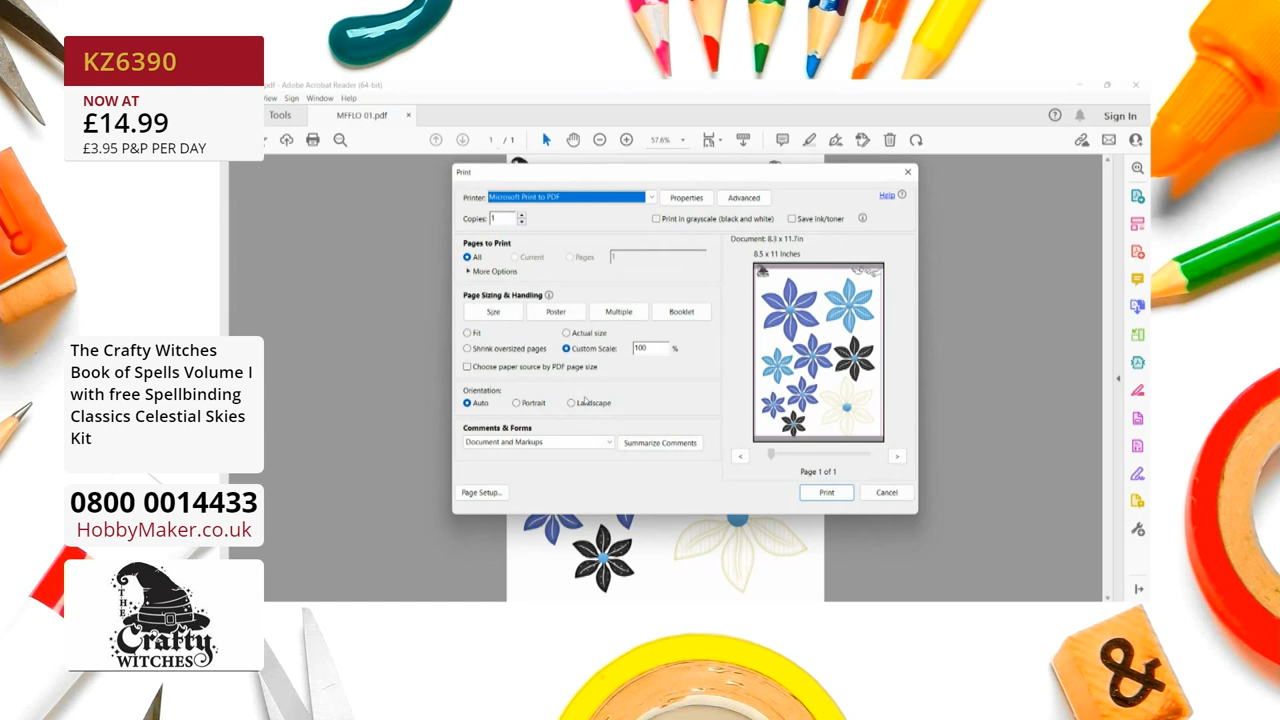 KZ6390
NOW AT
£14.99
£3.95 P&P PER DAY
The Crafty Witches
Book of Spells Volume I
with free Spellbinding
Classics Celestial Skies
Kit
0800 0014433
HobbyMaker.co.uk
THE
Crafty
WITCHES
pdf - Adobe Acrobat Reader (64-bit)
View Sign Window Help
Tools
MFFLO 01.pdf
Sign In
1 / 1
57.6%
Print
Printer: Microsoft Print to PDF
Properties
Advanced
Help
Copies: 1
Print in grayscale (black and white)
Save ink/toner
Pages to Print
All
Current
Pages
1
More Options
Page Sizing & Handling
Size
Poster
Multiple
Booklet
Fit
Actual size
Shrink oversized pages
Custom Scale: 100 %
Choose paper source by PDF page size
Orientation:
Auto
Portrait
Landscape
Comments & Forms
Document and Markups
Summarize Comments
Page Setup...
Document: 8.3 x 11.7in
8.5 x 11 Inches
<
>
Page 1 of 1
Print
Cancel
&